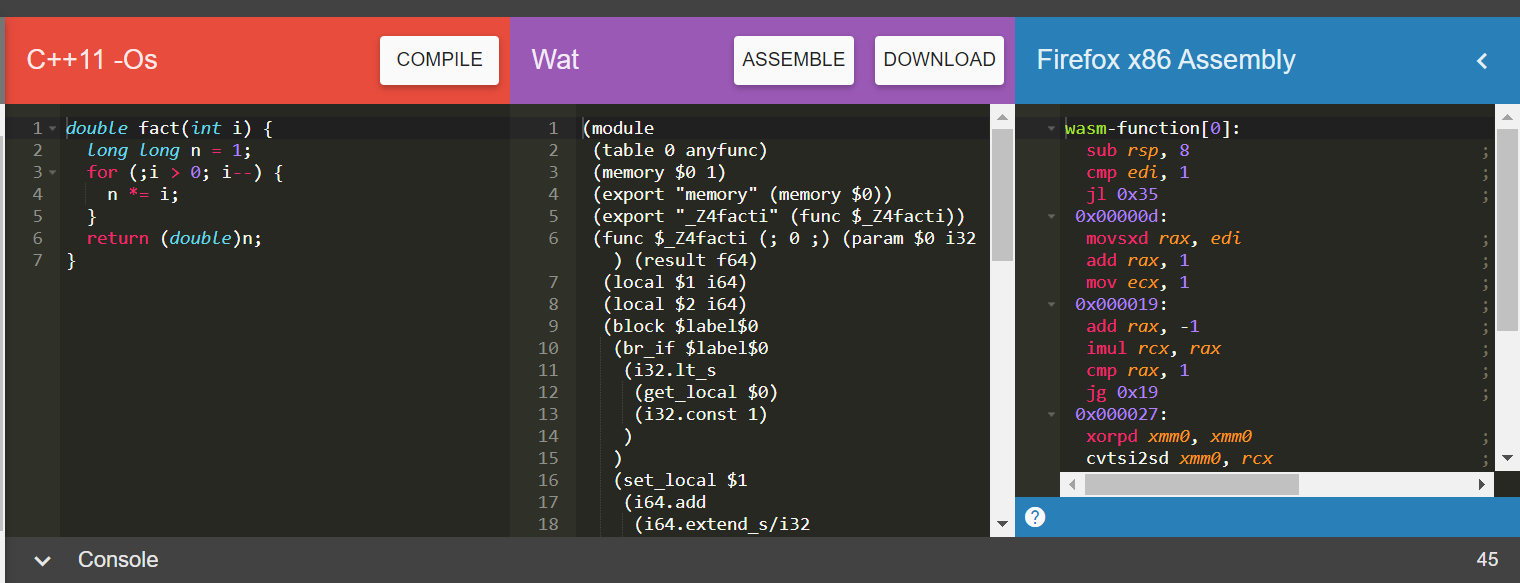 C++11 -Os COMPILE Wat ASSEMBLE DOWNLOAD Firefox x86 Assembly
1 double fact(int i) {
2 long long n = 1;
3 for (;i > 0; i--) {
4 n *= i;
5 }
6 return (double)n;
7 }
1 (module
2 (table 0 anyfunc)
3 (memory $0 1)
4 (export "memory" (memory $0))
5 (export "_Z4facti" (func $_Z4facti))
6 (func $_Z4facti (; 0 ;) (param $0 i32
) (result f64)
7 (local $1 i64)
8 (local $2 i64)
9 (block $label$0
10 (br_if $label$0
11 (i32.lt_s
12 (get_local $0)
13 (i32.const 1)
14 )
15 )
16 (set_local $1
17 (i64.add
18 (i64.extend_s/i32
wasm-function[0]:
sub rsp, 8 ;
cmp edi, 1 ;
jl 0x35 ;
0x00000d:
movsxd rax, edi ;
add rax, 1 ;
mov ecx, 1 ;
0x000019: ;
add rax, -1 ;
imul rcx, rax ;
cmp rax, 1 ;
jg 0x19 ;
0x000027:
xorpd xmm0, xmm0 ;
cvtsi2sd xmm0, rcx ;
?
Console 45